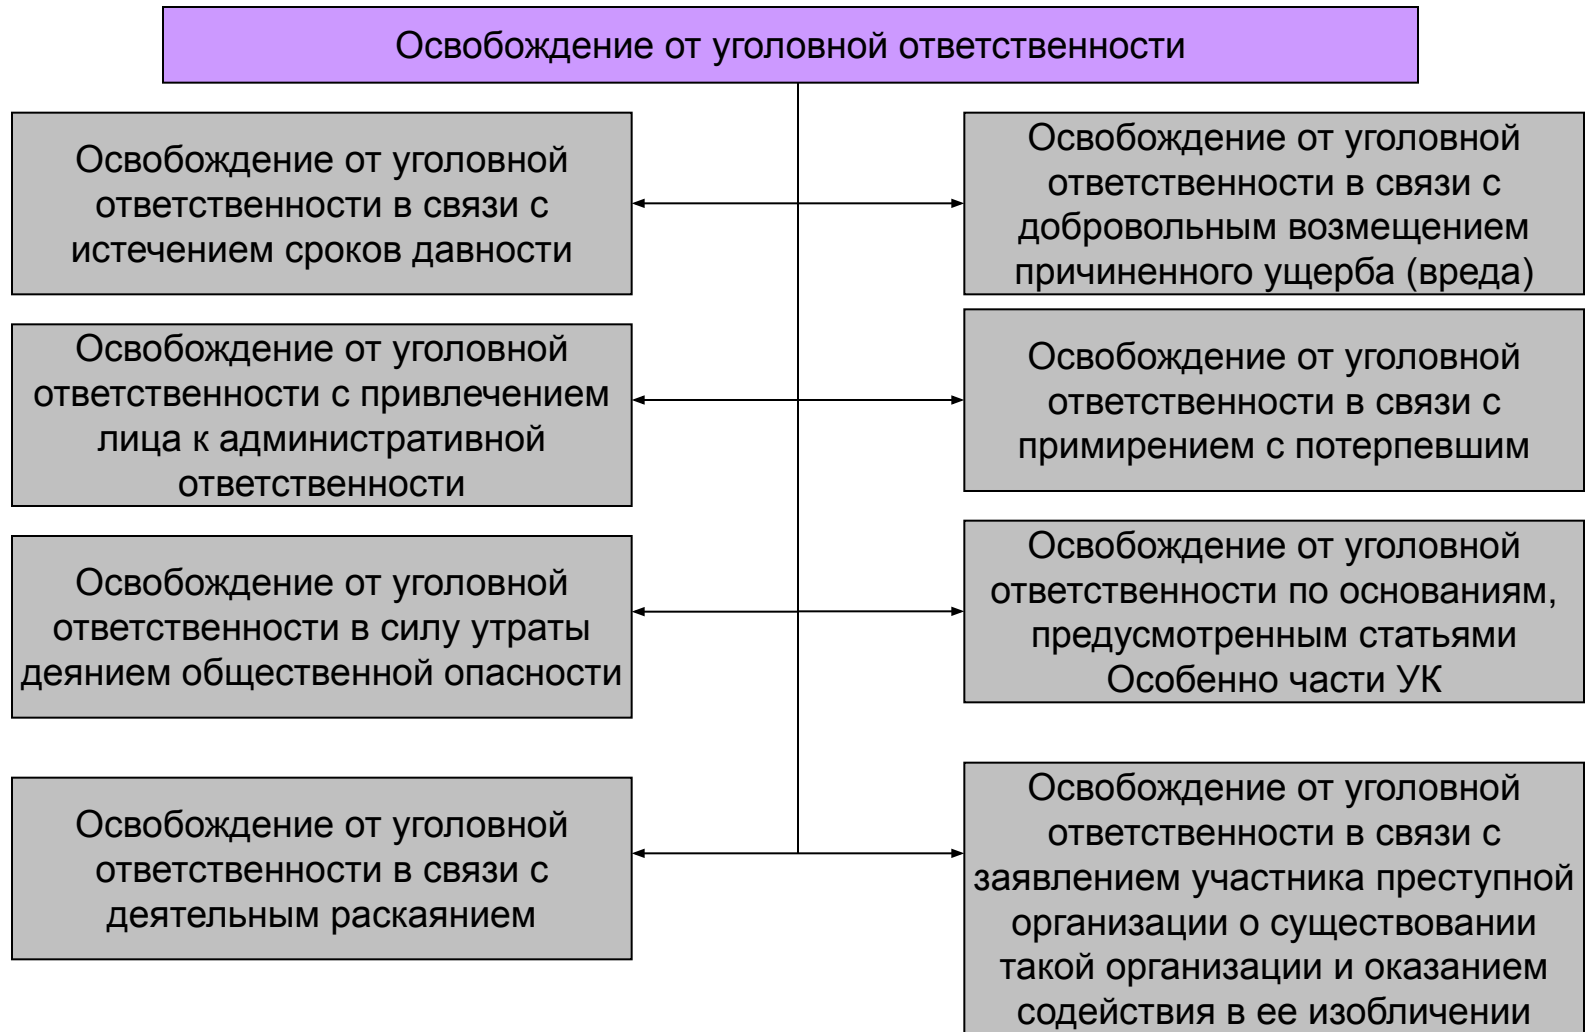 Освобождение от уголовной ответственности
Освобождение от уголовной
ответственности в связи с
истечением сроков давности
Освобождение от уголовной
ответственности с привлечением
лица к административной
ответственности
Освобождение от уголовной
ответственности в силу утраты
деянием общественной опасности
Освобождение от уголовной
ответственности в связи с
деятельным раскаянием
Освобождение от уголовной
ответственности в связи с
добровольным возмещением
причиненного ущерба (вреда)
Освобождение от уголовной
ответственности в связи с
примирением с потерпевшим
Освобождение от уголовной
ответственности по основаниям,
предусмотренным статьями
Особенно части УК
Освобождение от уголовной
ответственности в связи с
заявлением участника преступной
организации о существовании
такой организации и оказанием
содействия в ее изобличении